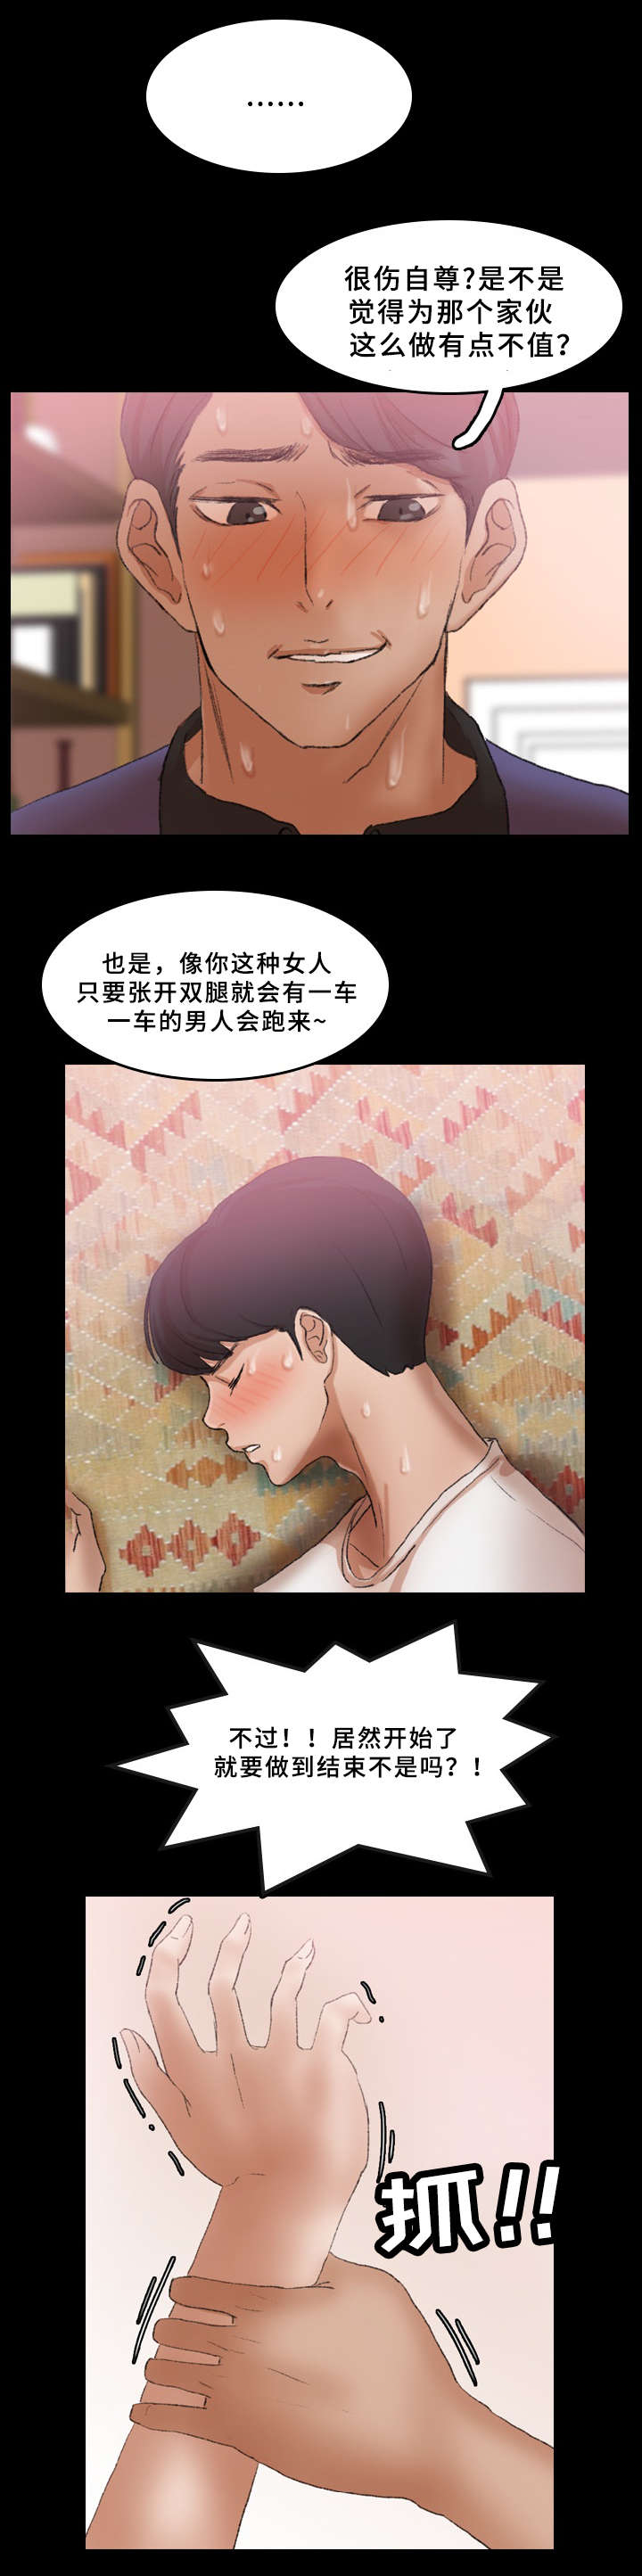 ……
很伤自尊?是不是
觉得为那个家伙
这么做有点不值?
也是，像你这种女人
只要张开双腿就会有一车
一车的男人会跑来~
不过！！居然开始了
就要做到结束不是吗？！
抓!!